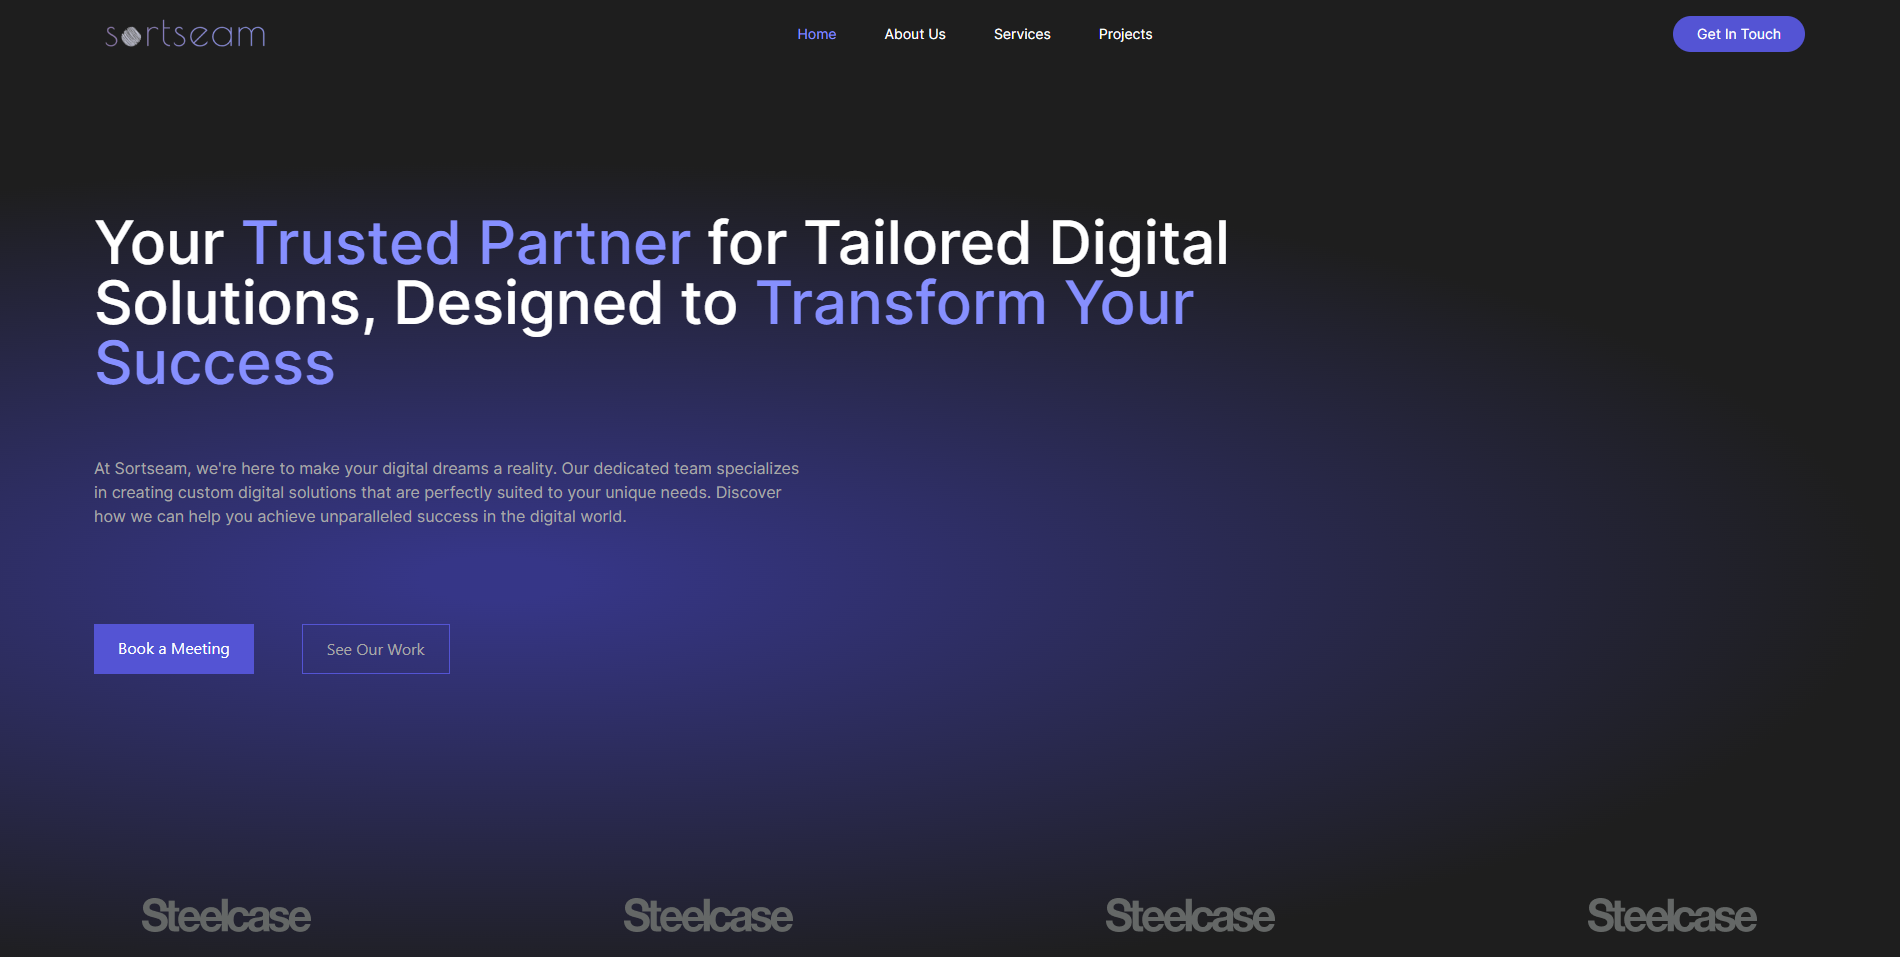 sortseam
Home
About Us
Services
Projects
Get In Touch
Your Trusted Partner for Tailored Digital
Solutions, Designed to Transform Your
Success
At Sortseam, we're here to make your digital dreams a reality. Our dedicated team specializes
in creating custom digital solutions that are perfectly suited to your unique needs. Discover
how we can help you achieve unparalleled success in the digital world.
Book a Meeting
See Our Work
Steelcase
Steelcase
Steelcase
Steelcase